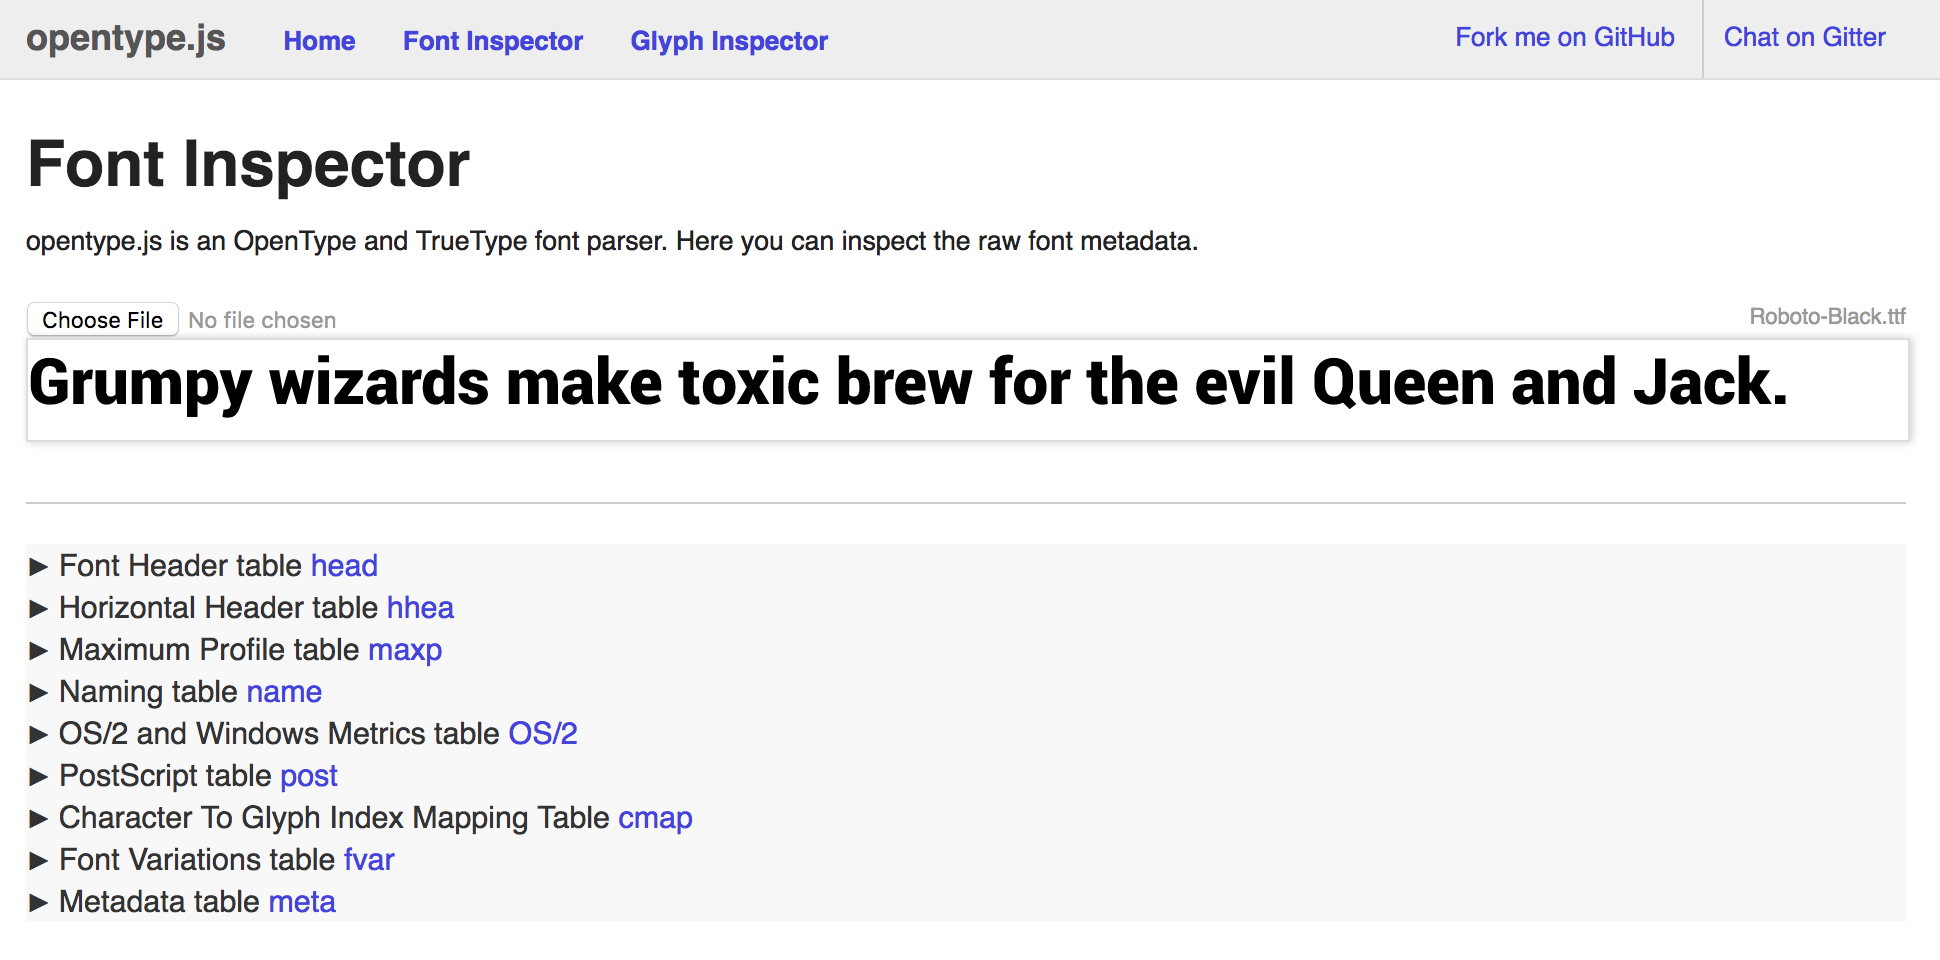 opentype.js Home Font Inspector Glyph Inspector Fork me on GitHub Chat on Gitter
Font Inspector
opentype.js is an OpenType and TrueType font parser. Here you can inspect the raw font metadata.
Choose File No file chosen Roboto-Black.ttf
Grumpy wizards make toxic brew for the evil Queen and Jack.
► Font Header table head
► Horizontal Header table hhea
► Maximum Profile table maxp
► Naming table name
► OS/2 and Windows Metrics table OS/2
► PostScript table post
► Character To Glyph Index Mapping Table cmap
► Font Variations table fvar
► Metadata table meta